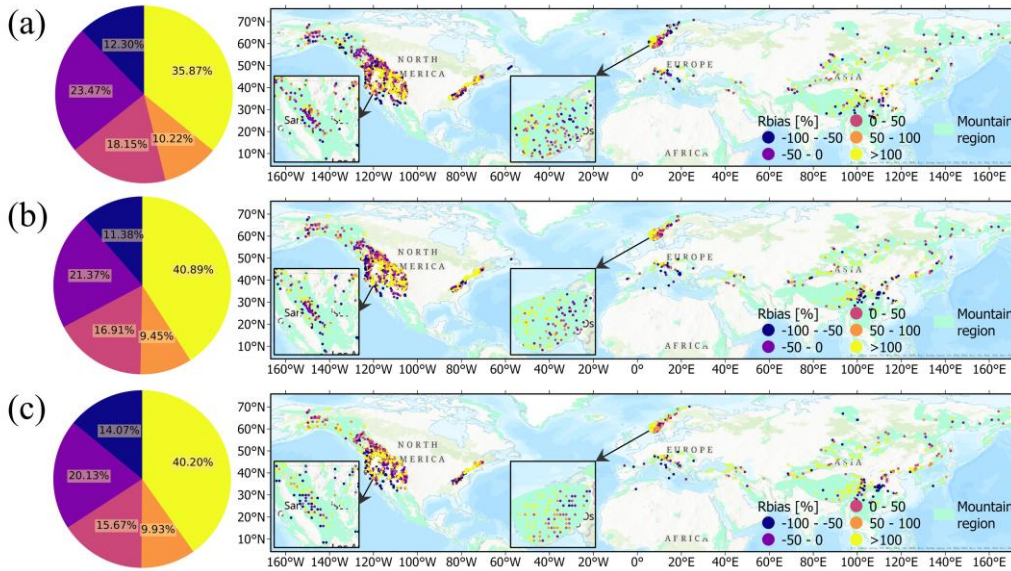 (a)
12.30%
35.87%
23.47%
18.15%
10.22%
70°N
60°N
50°N
40°N
30°N
20°N
10°N
NORTH
AMERICA
EUROPE
ASIA
AFRICA
San
Os
Rbias [%]
-100 - -50
-50 - 0
0 - 50
50 - 100
>100
Mountain
region
160°W 140°W 120°W 100°W 80°W 60°W 40°W 20°W 0° 20°E 40°E 60°E 80°E 100°E 120°E 140°E 160°E
(b)
11.38%
40.89%
21.37%
16.91%
9.45%
70°N
60°N
50°N
40°N
30°N
20°N
10°N
NORTH
AMERICA
EUROPE
ASIA
AFRICA
San
Os
Rbias [%]
-100 - -50
-50 - 0
0 - 50
50 - 100
>100
Mountain
region
160°W 140°W 120°W 100°W 80°W 60°W 40°W 20°W 0° 20°E 40°E 60°E 80°E 100°E 120°E 140°E 160°E
(c)
14.07%
40.20%
20.13%
15.67%
9.93%
70°N
60°N
50°N
40°N
30°N
20°N
10°N
NORTH
AMERICA
EUROPE
ASIA
AFRICA
San
Os
Rbias [%]
-100 - -50
-50 - 0
0 - 50
50 - 100
>100
Mountain
region
160°W 140°W 120°W 100°W 80°W 60°W 40°W 20°W 0° 20°E 40°E 60°E 80°E 100°E 120°E 140°E 160°E